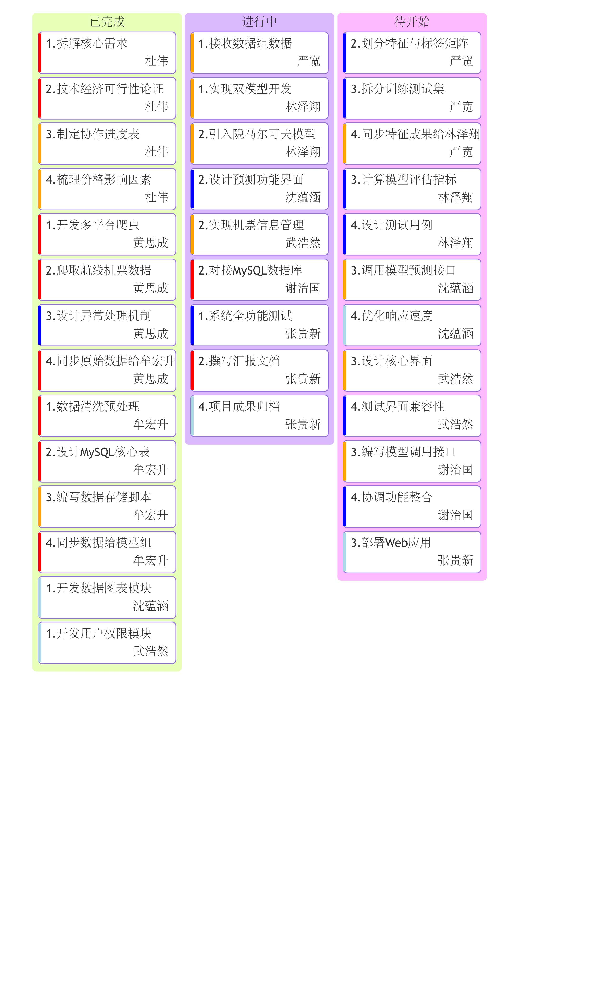 已完成
1.拆解核心需求
杜伟
2.技术经济可行性论证
杜伟
3.制定协作进度表
杜伟
4.梳理价格影响因素
杜伟
1.开发多平台爬虫
黄思成
2.爬取航线机票数据
黄思成
3.设计异常处理机制
黄思成
4.同步原始数据给牟宏升
黄思成
1.数据清洗预处理
牟宏升
2.设计MySQL核心表
牟宏升
3.编写数据存储脚本
牟宏升
4.同步数据给模型组
牟宏升
1.开发数据图表模块
沈蕴涵
1.开发用户权限模块
武浩然
进行中
1.接收数据组数据
严宽
1.实现双模型开发
林泽翔
2.引入隐马尔可夫模型
林泽翔
2.设计预测功能界面
沈蕴涵
2.实现机票信息管理
武浩然
2.对接MySQL数据库
谢治国
1.系统全功能测试
张贵新
2.撰写汇报文档
张贵新
4.项目成果归档
张贵新
待开始
2.划分特征与标签矩阵
严宽
3.拆分训练测试集
严宽
4.同步特征成果给林泽翔
严宽
3.计算模型评估指标
林泽翔
4.设计测试用例
林泽翔
3.调用模型预测接口
沈蕴涵
4.优化响应速度
沈蕴涵
3.设计核心界面
武浩然
4.测试界面兼容性
武浩然
3.编写模型调用接口
谢治国
4.协调功能整合
谢治国
3.部署Web应用
张贵新